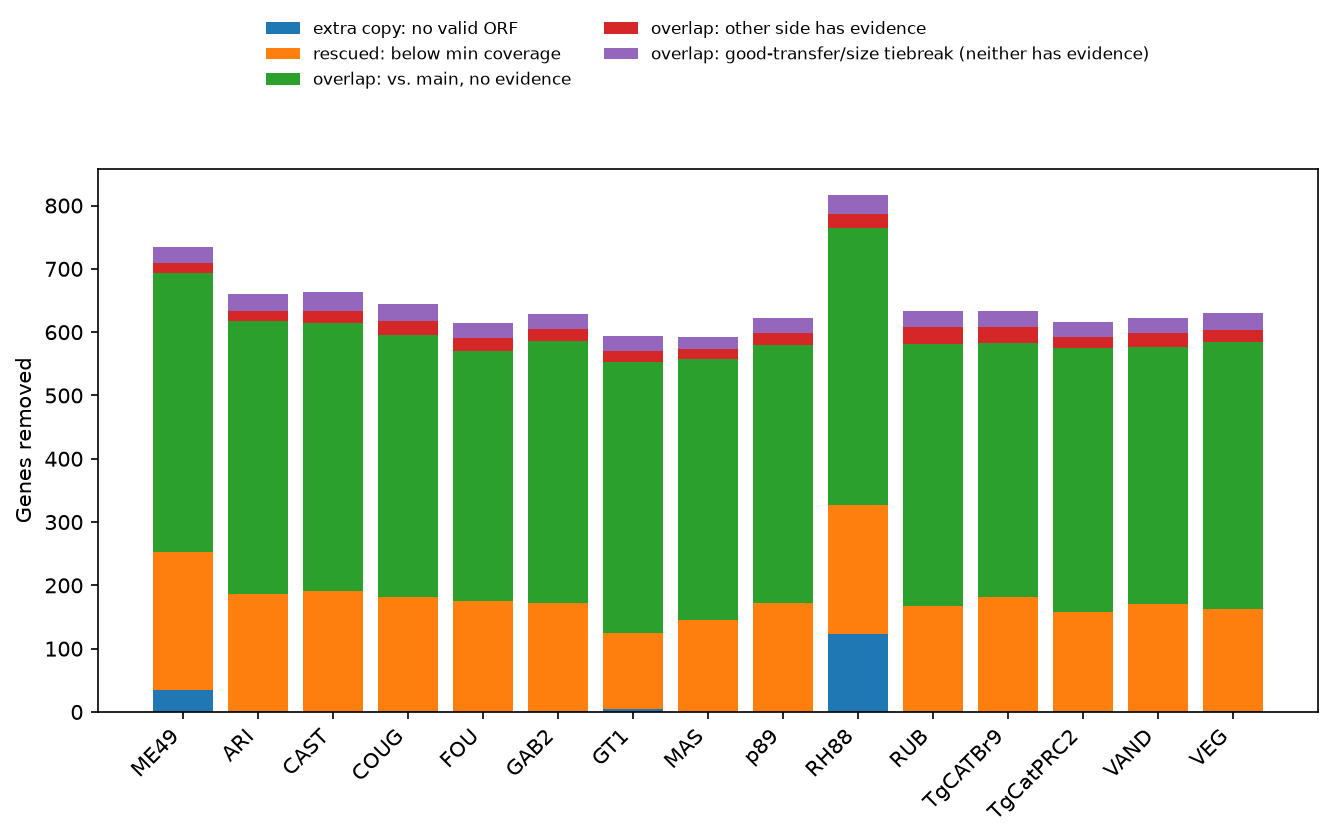 extra copy: no valid ORF
rescued: below min coverage
overlap: vs. main, no evidence
overlap: other side has evidence
overlap: good-transfer/size tiebreak (neither has evidence)
Genes removed
800
700
600
500
400
300
200
100
0
ME49
ARI
CAST
COUG
FOU
GAB2
GT1
MAS
p89
RH88
RUB
TgCATBr9
TgCatPRC2
VAND
VEG